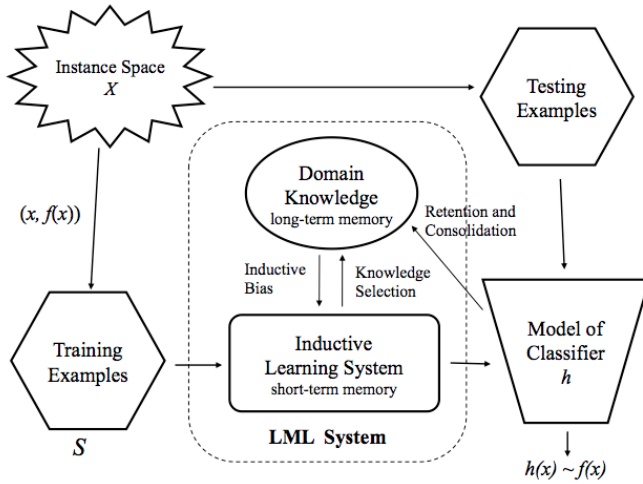 Instance Space
X
Testing
Examples
(x, f(x))
Domain
Knowledge
long-term memory
Retention and
Consolidation
Inductive
Bias
Knowledge
Selection
Training
Examples
S
Inductive
Learning System
short-term memory
LML System
Model of
Classifier
h
h(x) ~ f(x)